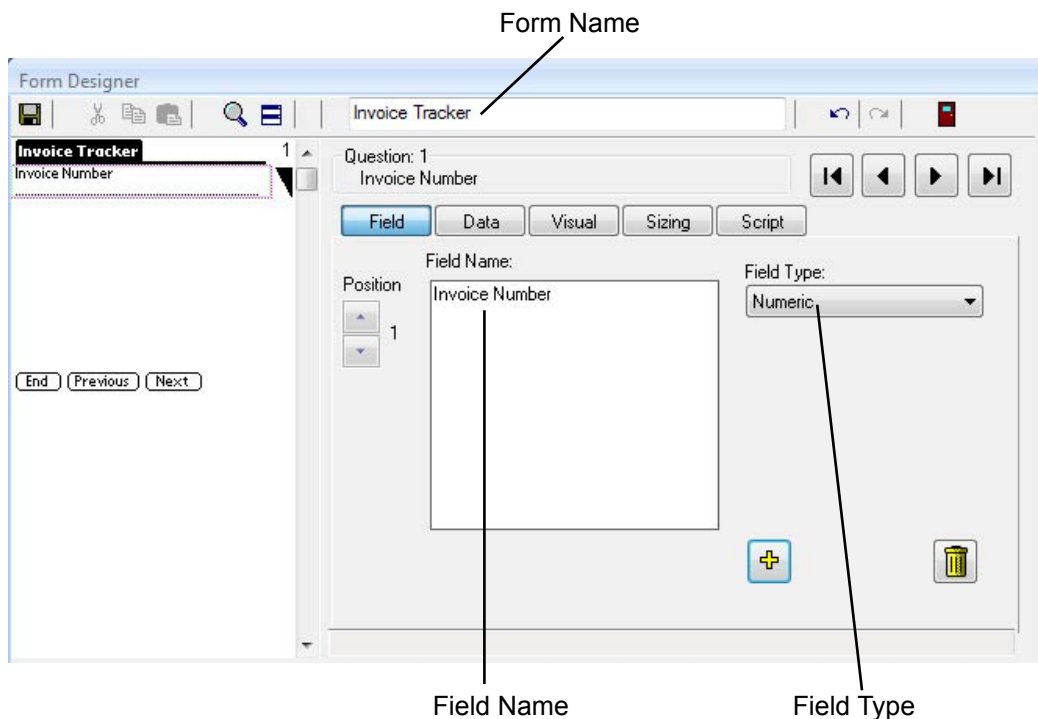 Form Name
Form Designer
Invoice Tracker
Invoice Tracker 1
Invoice Number
End Previous Next
Question: 1
Invoice Number
Field Data Visual Sizing Script
Position
1
Field Name:
Invoice Number
Field Type:
Numeric
Field Name
Field Type